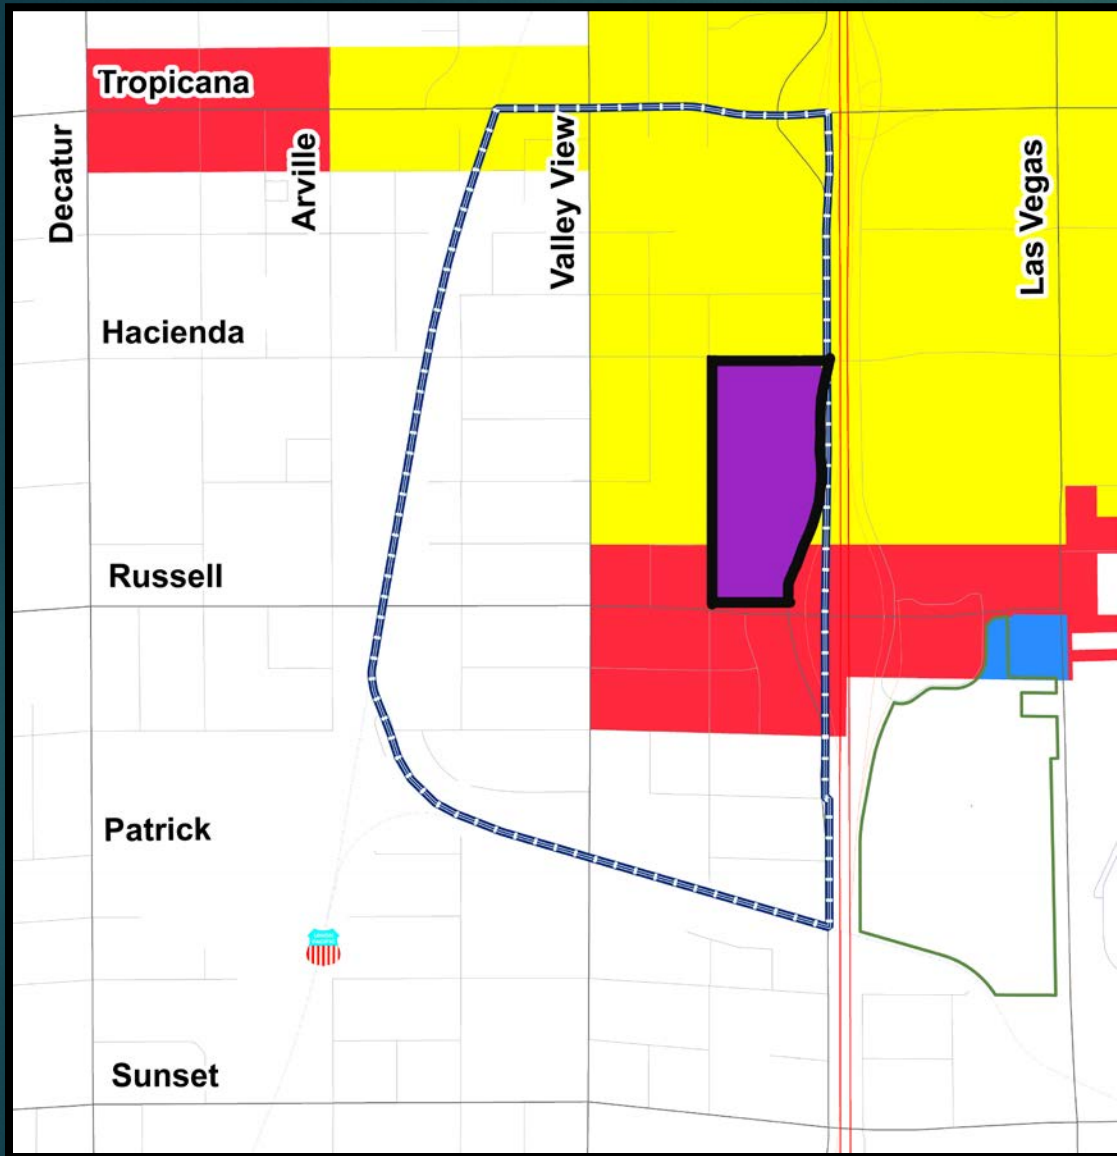 Tropicana
Decatur
Arville
Valley View
Las Vegas
Hacienda
Russell
Patrick
Sunset